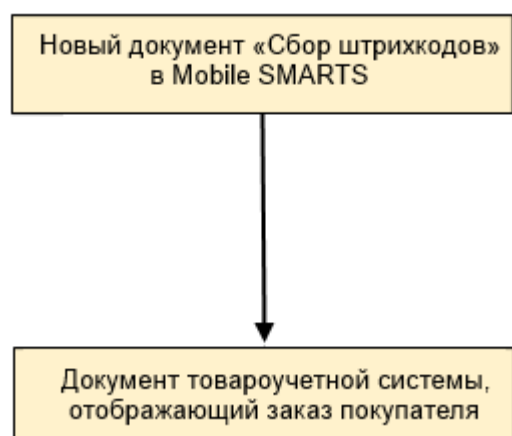 Новый документ «Сбор штрихкодов»
в Mobile SMARTS
Документ товароучетной системы,
отображающий заказ покупателя